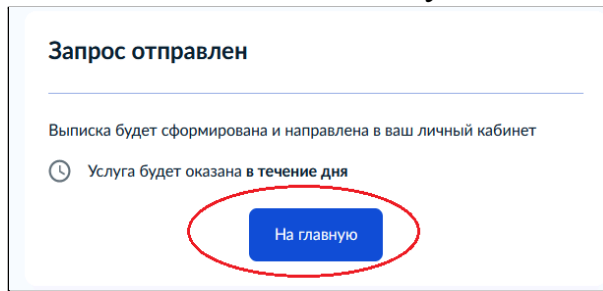 Запрос отправлен
Выписка будет сформирована и направлена в ваш личный кабинет
Услуга будет оказана в течение дня
На главную